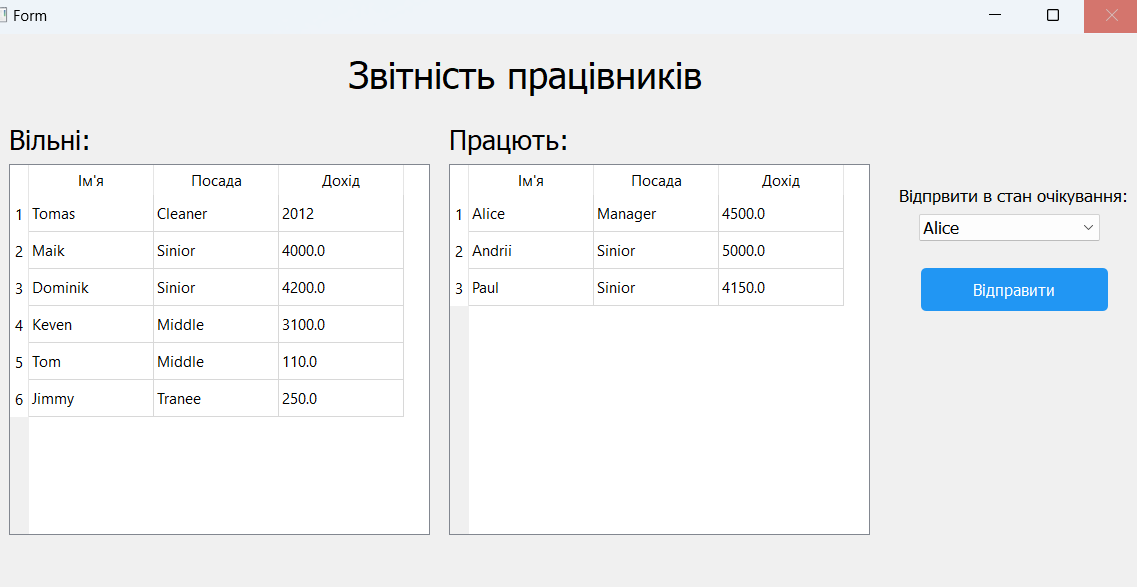 Form
Звітність працівників
Вільні:
Ім'я Посада Дохід
1 Tomas Cleaner 2012
2 Maik Sinior 4000.0
3 Dominik Sinior 4200.0
4 Keven Middle 3100.0
5 Tom Middle 110.0
6 Jimmy Tranee 250.0
Працють:
Ім'я Посада Дохід
1 Alice Manager 4500.0
2 Andrii Sinior 5000.0
3 Paul Sinior 4150.0
Відпрвити в стан очікування:
Alice
Відправити